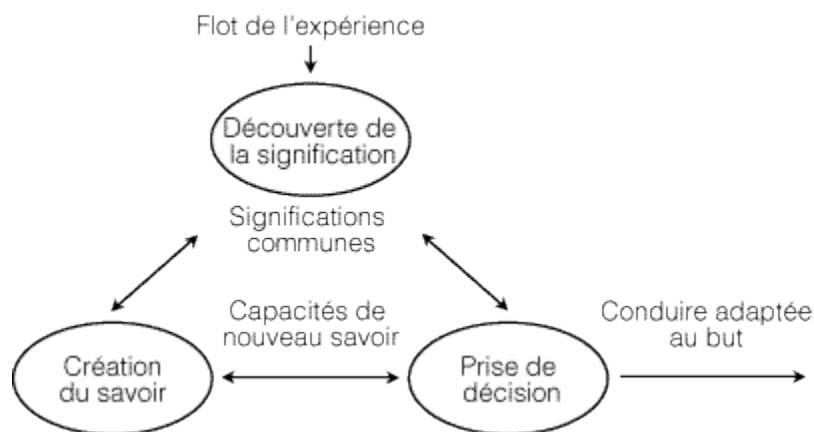 Flot de l'expérience
Découverte de
la signification
Significations
communes
Capacités de
nouveau savoir
Conduire adaptée
au but
Création
du savoir
Prise de
décision